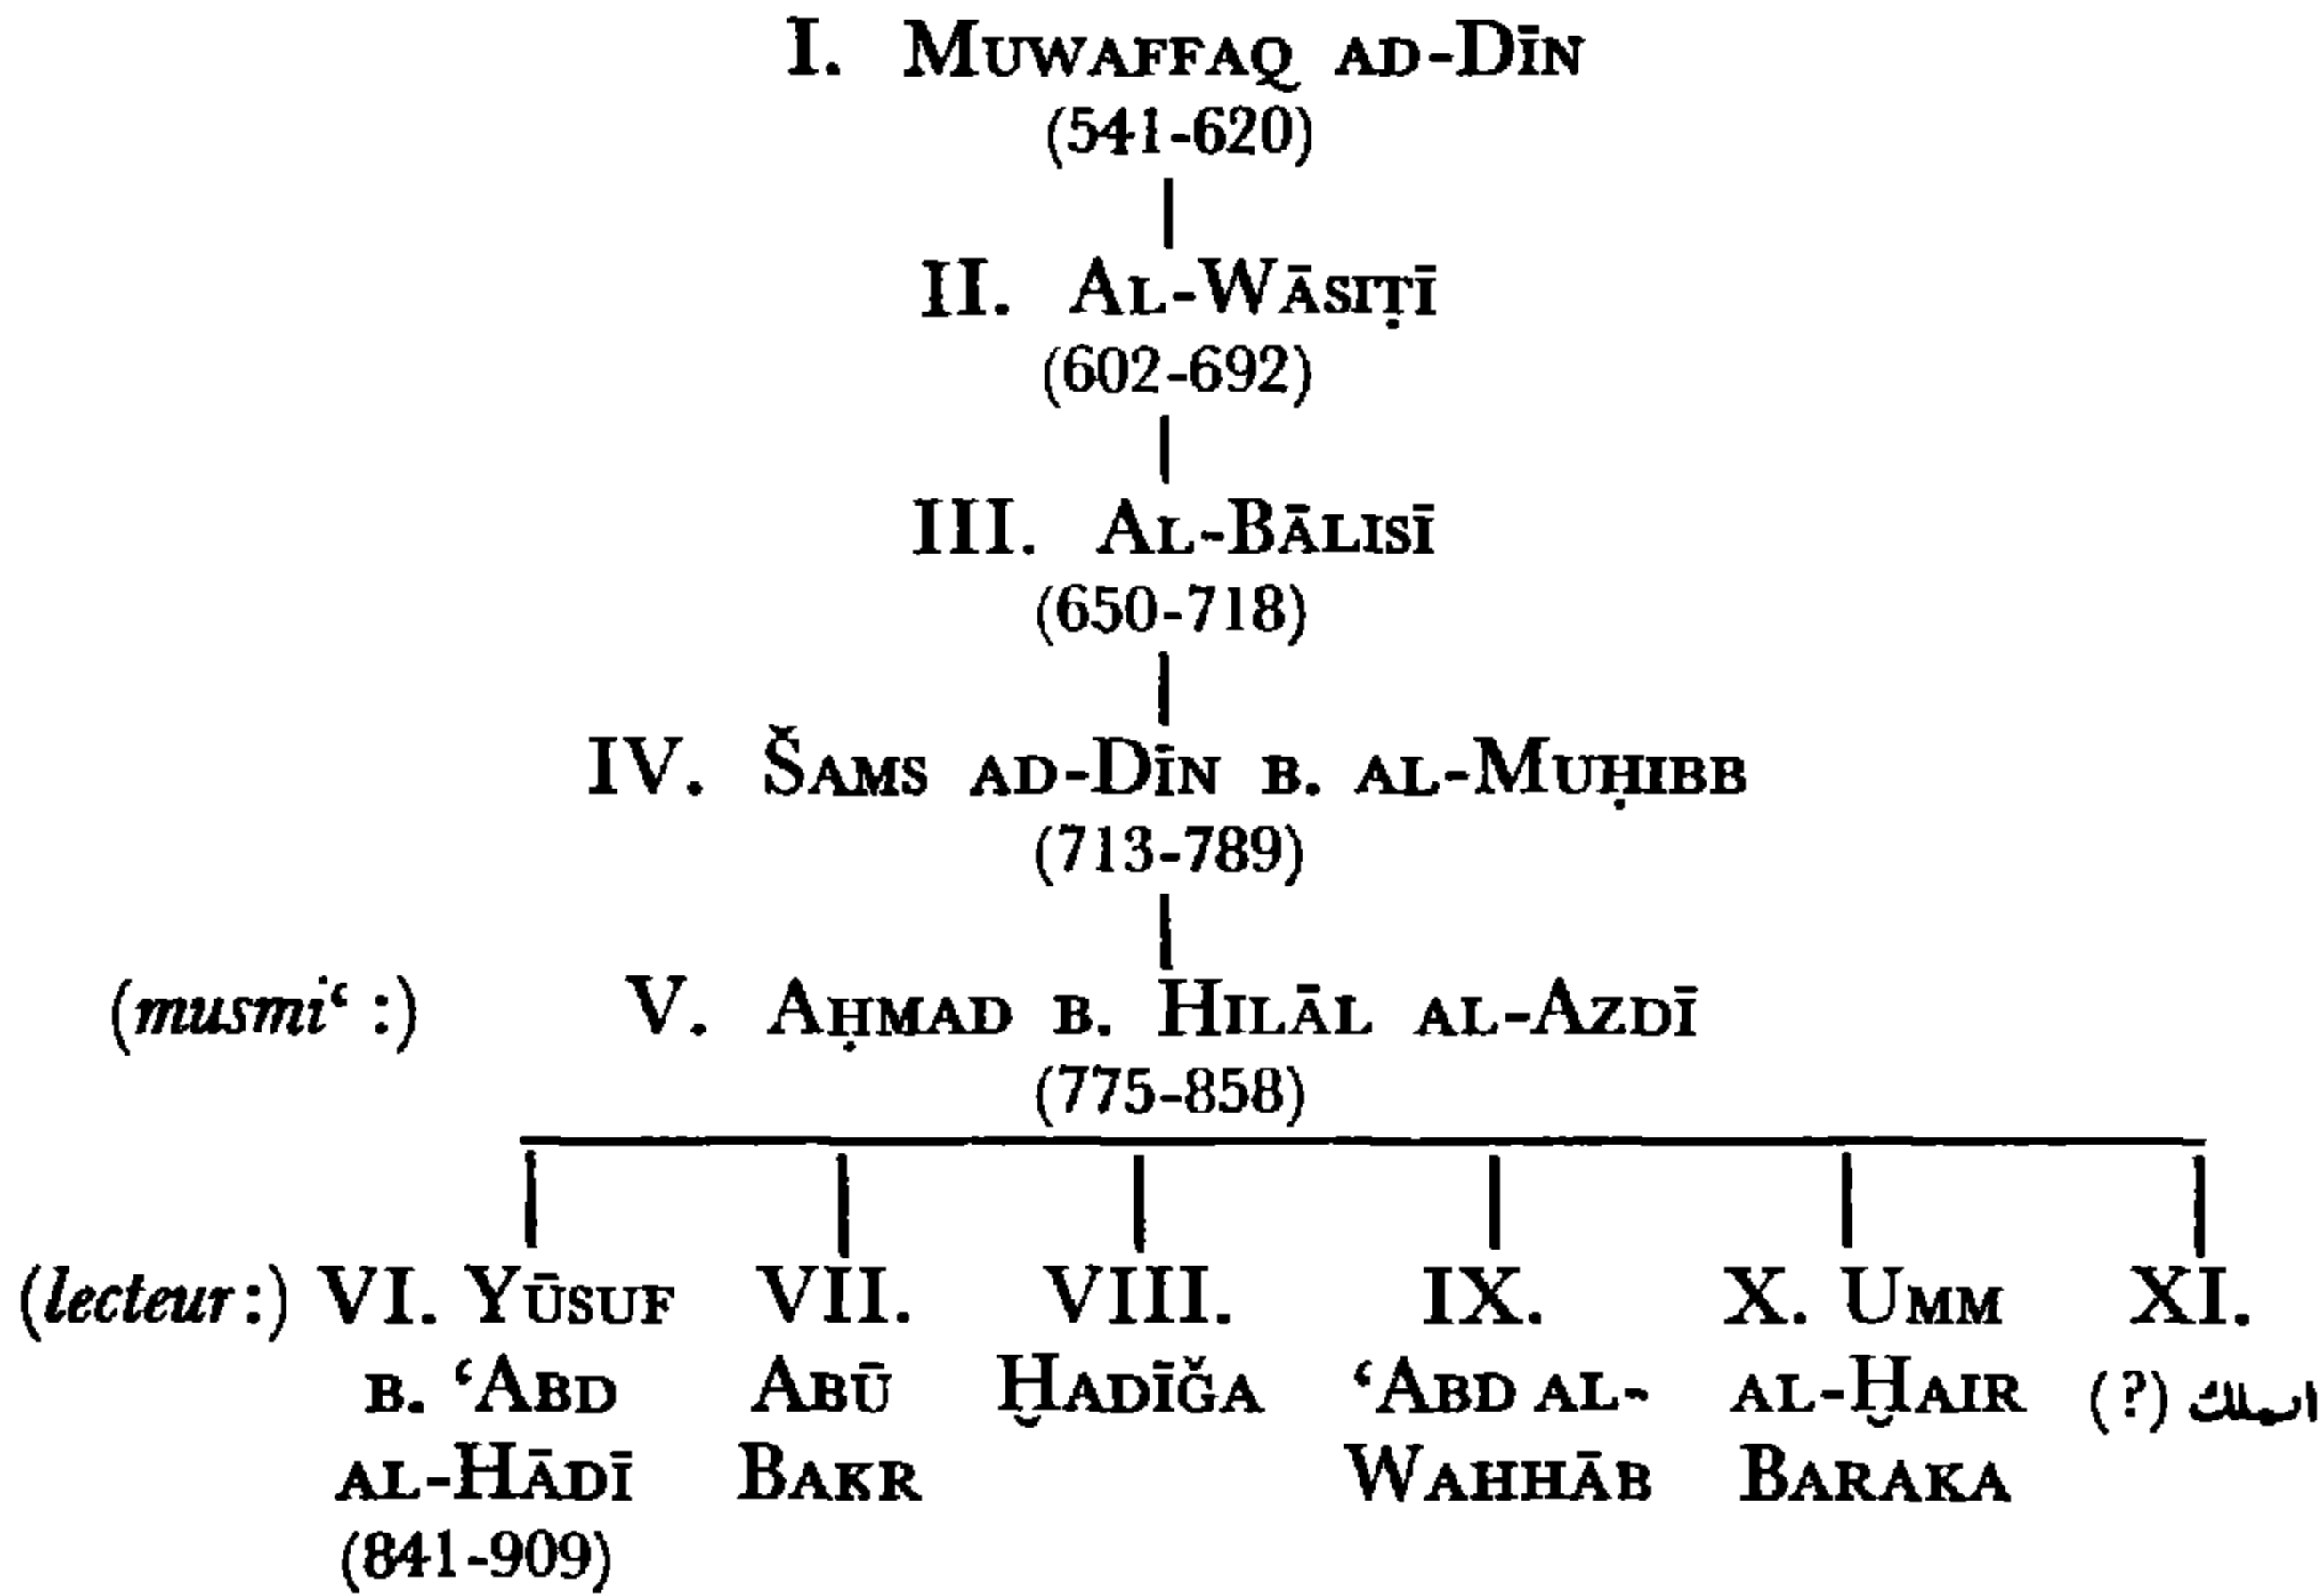 I. Muwaffaq ad-Dīn
(541-620)
II. Al-Wāsiṭī
(602-692)
III. Al-Bālisī
(650-718)
IV. Šams ad-Dīn b. al-Muḥibb
(713-789)
(musmiʿ :) V. Aḥmad b. Hilāl al-Azdī
(775-858)
(lecteur:) VI. Yūsuf VII. VIII. IX. X. Umm XI.
b. ʿAbd Abū Ḫadīǧa ʿAbd al- al-Ḫair (?)
al-Hādī Bakr Wahhāb Baraka
(841-909)